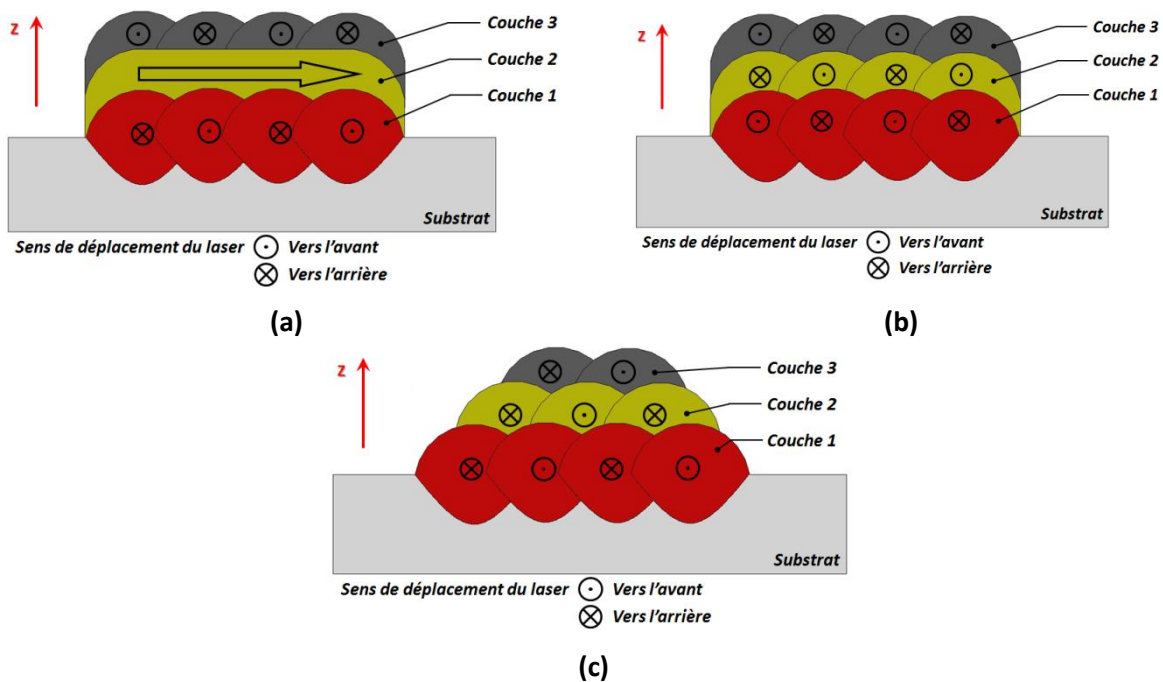 Z
Couche 3
Couche 2
Couche 1
Substrat
Sens de déplacement du laser Vers l'avant
Vers l'arrière
(a)
Z
Couche 3
Couche 2
Couche 1
Substrat
Sens de déplacement du laser Vers l'avant
Vers l'arrière
(b)
Z
Couche 3
Couche 2
Couche 1
Substrat
Sens de déplacement du laser Vers l'avant
Vers l'arrière
(c)